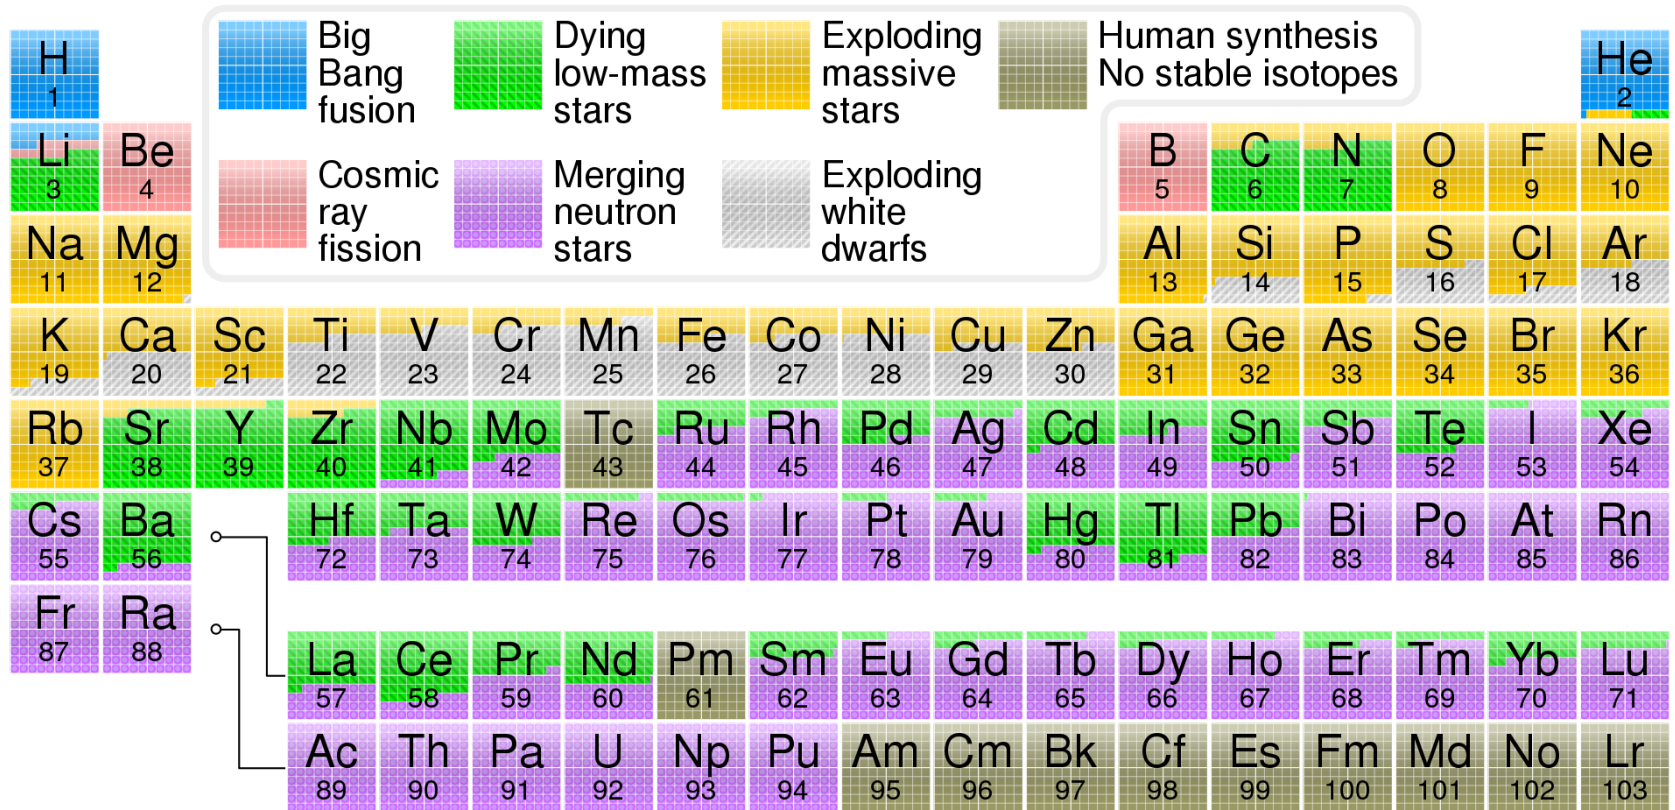 H
1
Big
Bang
fusion
Dying
low-mass
stars
Exploding
massive
stars
Human synthesis
No stable isotopes
Cosmic
ray
fission
Merging
neutron
stars
Exploding
white
dwarfs
He
2
Li Be B C N O F Ne
3 4 5 6 7 8 9 10
Na Mg Al Si P S Cl Ar
11 12 13 14 15 16 17 18
K Ca Sc Ti V Cr Mn Fe Co Ni Cu Zn Ga Ge As Se Br Kr
19 20 21 22 23 24 25 26 27 28 29 30 31 32 33 34 35 36
Rb Sr Y Zr Nb Mo Tc Ru Rh Pd Ag Cd In Sn Sb Te I Xe
37 38 39 40 41 42 43 44 45 46 47 48 49 50 51 52 53 54
Cs Ba Hf Ta W Re Os Ir Pt Au Hg Tl Pb Bi Po At Rn
55 56 72 73 74 75 76 77 78 79 80 81 82 83 84 85 86
Fr Ra
87 88
La Ce Pr Nd Pm Sm Eu Gd Tb Dy Ho Er Tm Yb Lu
57 58 59 60 61 62 63 64 65 66 67 68 69 70 71
Ac Th Pa U Np Pu Am Cm Bk Cf Es Fm Md No Lr
89 90 91 92 93 94 95 96 97 98 99 100 101 102 103